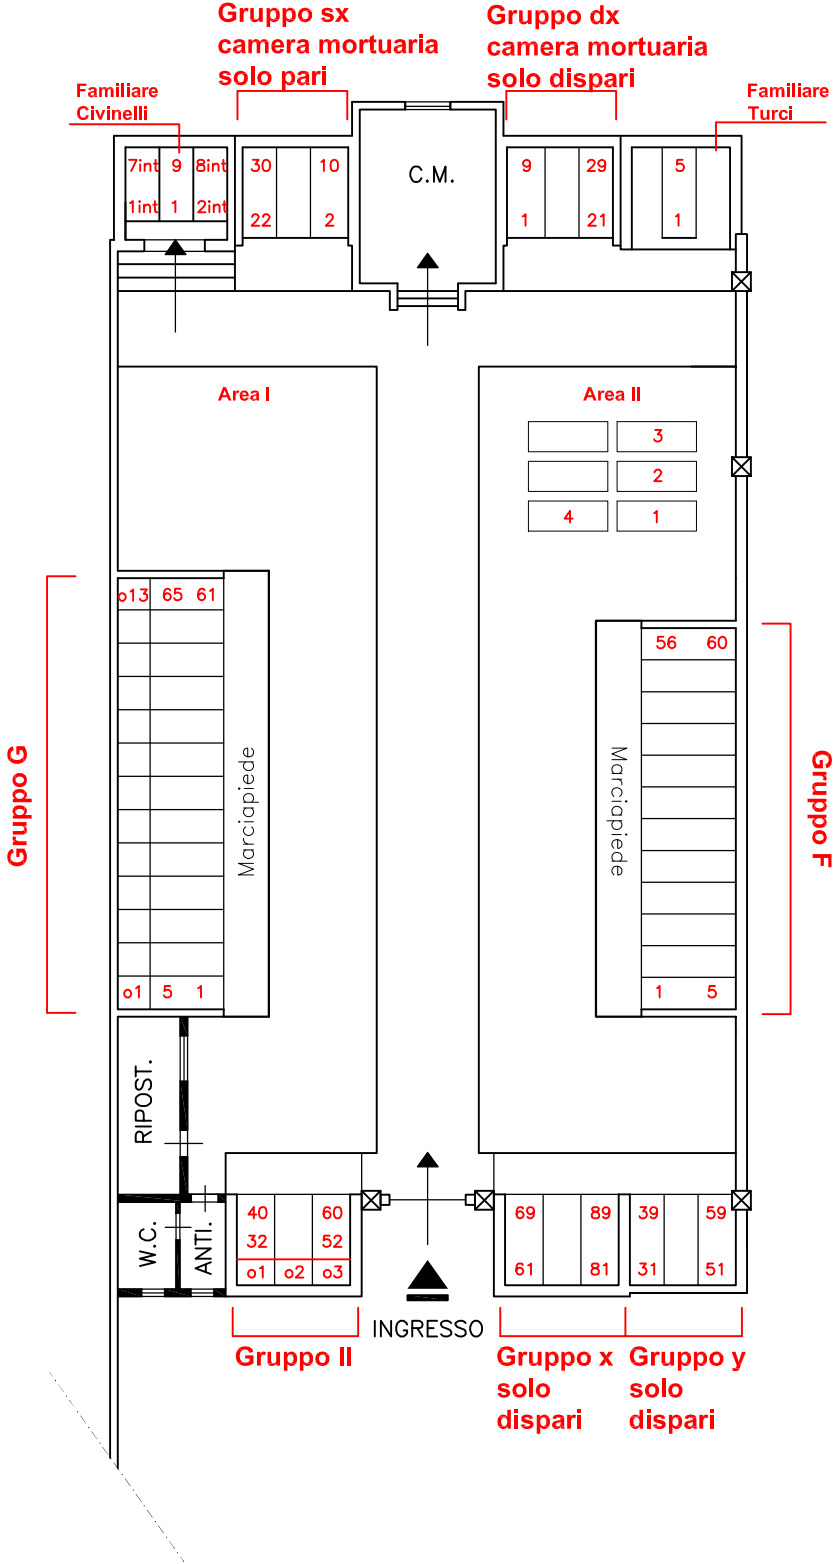 Gruppo sx
camera mortuaria
solo pari
Gruppo dx
camera mortuaria
solo dispari
Familiare
Civinelli
Familiare
Turci
7int 9 8int
1int 1 2int
30 10
22 2
C.M.
9 29
1 21
5
1
Area I
Area II
3
2
4 1
o13 65 61
56 60
Gruppo G
Marciapiede
Marciapiede
Gruppo F
o1 5 1
1 5
RIPOST.
W.C.
ANTI.
40 60
32 52
o1 o2 o3
69 89
61 81
39 59
31 51
INGRESSO
Gruppo II
Gruppo x
solo
dispari
Gruppo y
solo
dispari